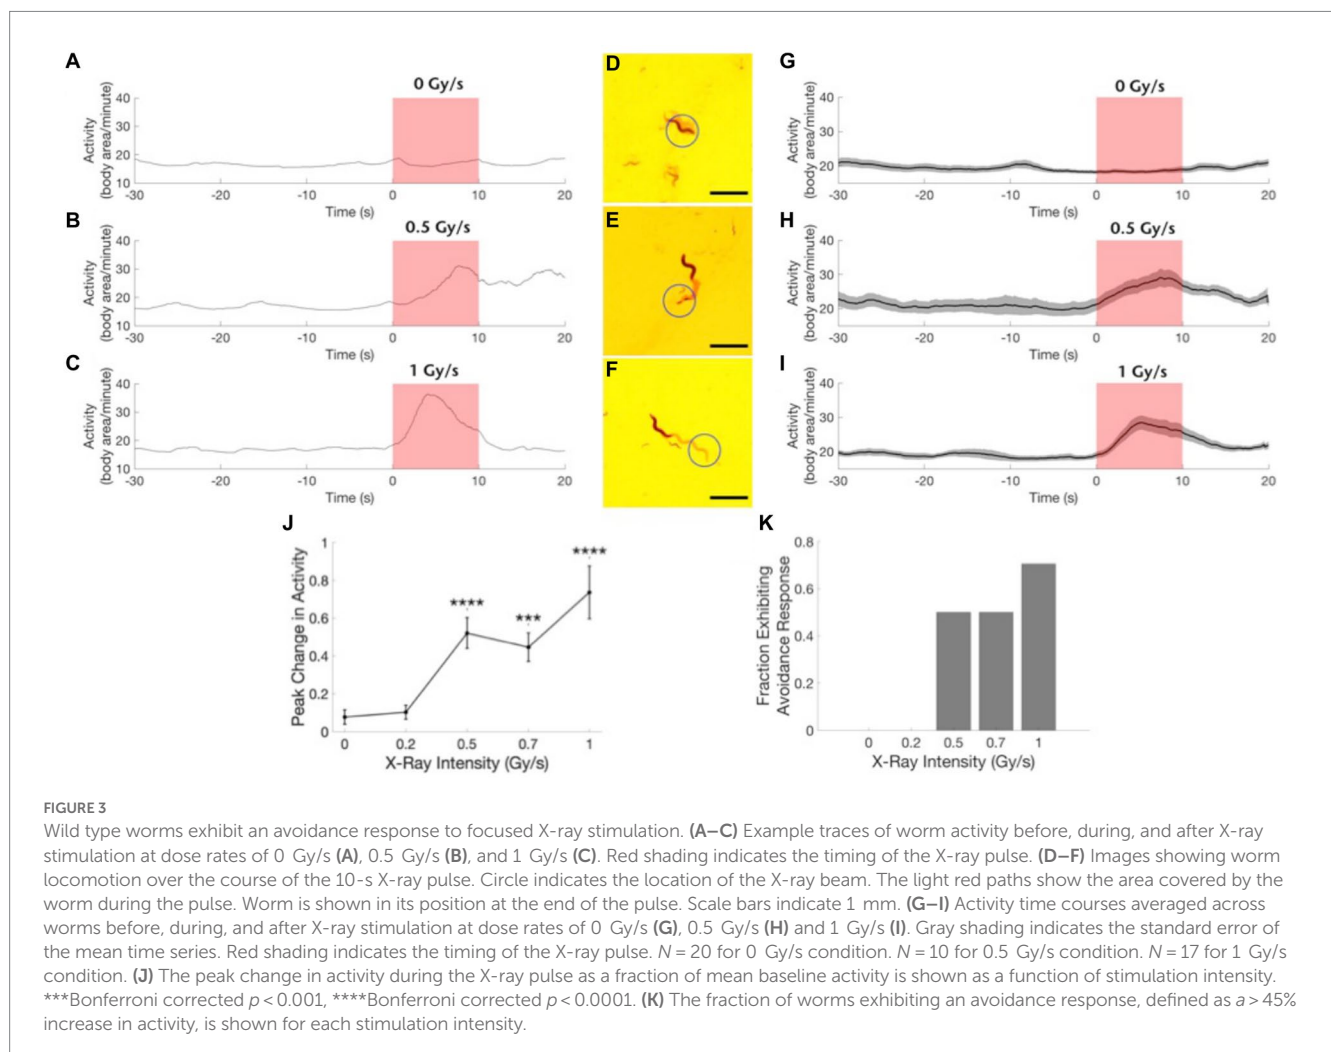 A
0 Gy/s
Activity
(body area/minute)
40
30
20
10
-30
-20
-10
0
10
20
Time (s)
B
0.5 Gy/s
Activity
(body area/minute)
40
30
20
10
-30
-20
-10
0
10
20
Time (s)
C
1 Gy/s
Activity
(body area/minute)
40
30
20
10
-30
-20
-10
0
10
20
Time (s)
D
E
F
G
0 Gy/s
Activity
(body area/minute)
40
30
20
-30
-20
-10
0
10
20
Time (s)
H
0.5 Gy/s
Activity
(body area/minute)
40
30
20
-30
-20
-10
0
10
20
Time (s)
I
1 Gy/s
Activity
(body area/minute)
40
30
20
-30
-20
-10
0
10
20
Time (s)
J
Peak Change in Activity
1
0.8
0.6
0.4
0.2
0
****
***
****
0
0.2
0.5
0.7
1
X-Ray Intensity (Gy/s)
K
Fraction Exhibiting
Avoidance Response
0.8
0.6
0.4
0.2
0
0
0.2
0.5
0.7
1
X-Ray Intensity (Gy/s)
FIGURE 3
Wild type worms exhibit an avoidance response to focused X-ray stimulation. (A–C) Example traces of worm activity before, during, and after X-ray
stimulation at dose rates of 0 Gy/s (A), 0.5 Gy/s (B), and 1 Gy/s (C). Red shading indicates the timing of the X-ray pulse. (D–F) Images showing worm
locomotion over the course of the 10-s X-ray pulse. Circle indicates the location of the X-ray beam. The light red paths show the area covered by the
worm during the pulse. Worm is shown in its position at the end of the pulse. Scale bars indicate 1 mm. (G–I) Activity time courses averaged across
worms before, during, and after X-ray stimulation at dose rates of 0 Gy/s (G), 0.5 Gy/s (H) and 1 Gy/s (I). Gray shading indicates the standard error of
the mean time series. Red shading indicates the timing of the X-ray pulse. N = 20 for 0 Gy/s condition. N = 10 for 0.5 Gy/s condition. N = 17 for 1 Gy/s
condition. (J) The peak change in activity during the X-ray pulse as a fraction of mean baseline activity is shown as a function of stimulation intensity.
***Bonferroni corrected p < 0.001, ****Bonferroni corrected p < 0.0001. (K) The fraction of worms exhibiting an avoidance response, defined as a > 45%
increase in activity, is shown for each stimulation intensity.